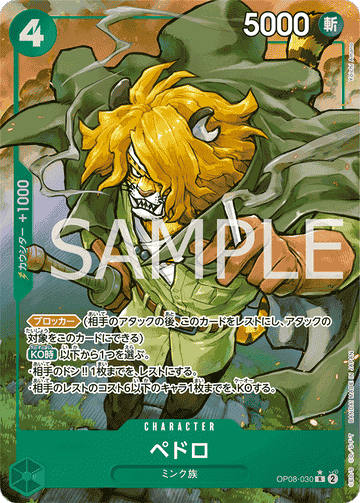 4
5000
斬
カウンター +1000
SAMPLE
ブロッカー (相手のアタックの後、このカードをレストにし、アタックの
対象をこのカードにできる)
KO時 以下から1つを選ぶ。
・相手のドン!!1枚までを、レストにする。
・相手のレストのコスト6以下のキャラ1枚までを、KOする。
CHARACTER
ペドロ
ミンク族
OP08-030 R 2